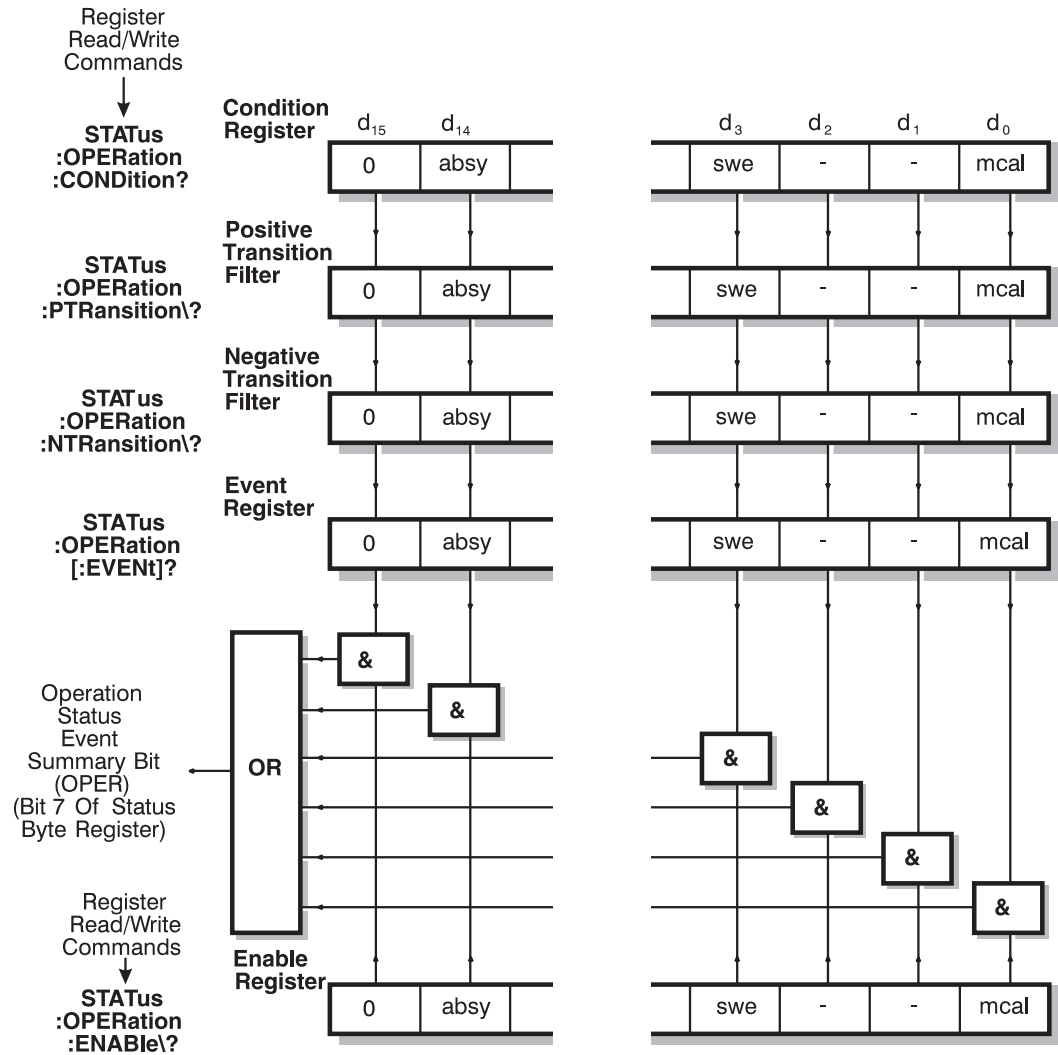 Register
Read/Write
Commands
STATus
:OPERation
:CONDition?
Condition
Register
d15 d14 d3 d2 d1 d0
0 absy swe - - mcal
Positive
Transition
Filter
STATus
:OPERation
:PTRansition\?
0 absy swe - - mcal
Negative
Transition
Filter
STATus
:OPERation
:NTRansition\?
0 absy swe - - mcal
Event
Register
STATus
:OPERation
[:EVENt]?
0 absy swe - - mcal
&
&
&
&
&
&
OR
Operation
Status
Event
Summary Bit
(OPER)
(Bit 7 Of Status
Byte Register)
Register
Read/Write
Commands
Enable
Register
STATus
:OPERation
:ENABle\?
0 absy swe - - mcal